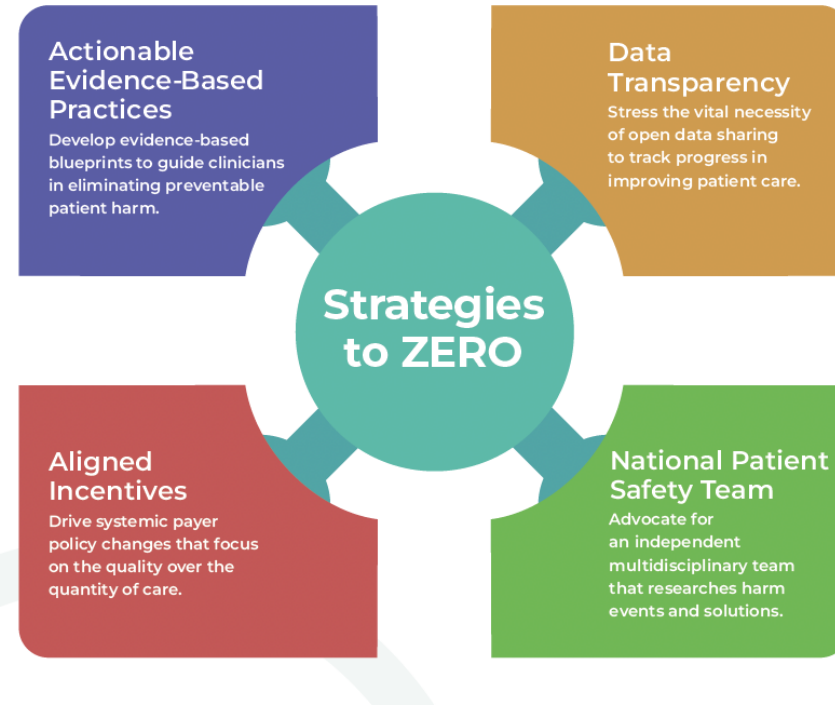 Actionable
Evidence-Based
Practices
Develop evidence-based
blueprints to guide clinicians
in eliminating preventable
patient harm.
Data
Transparency
Stress the vital necessity
of open data sharing
to track progress in
improving patient care.
Strategies
to ZERO
Aligned
Incentives
Drive systemic payer
policy changes that focus
on the quality over the
quantity of care.
National Patient
Safety Team
Advocate for
an independent
multidisciplinary team
that researches harm
events and solutions.